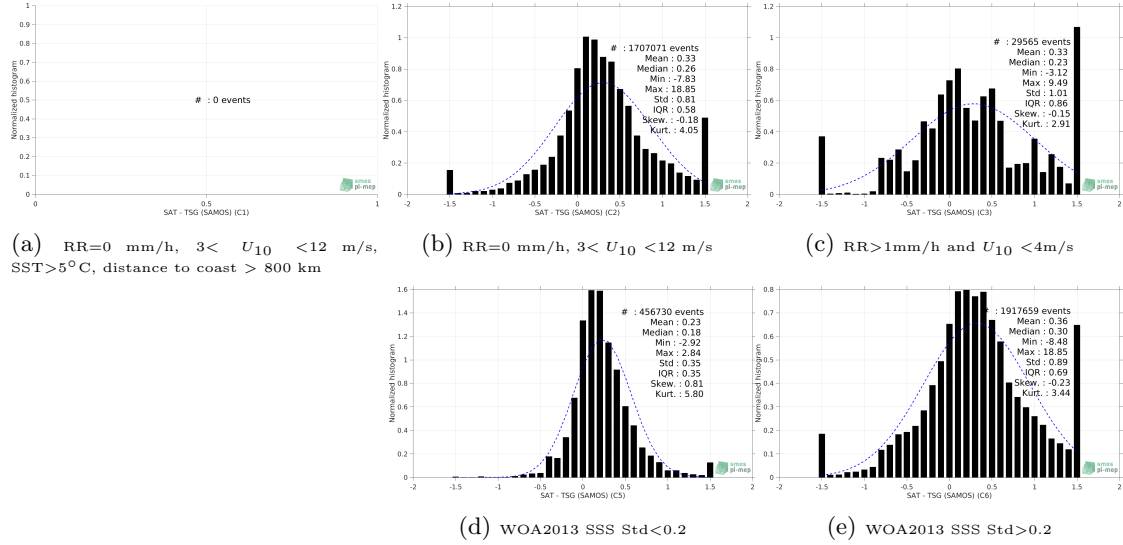 1
0.9
0.8
0.7
0.6
0.5
0.4
0.3
0.2
0.1
0
Normalized histogram
# : 0 events
smos
pi-mep
0 0.5 1
SAT - TSG (SAMOS) (C1)
(a) RR=0 mm/h, 3< U10 <12 m/s,
SST>5°C, distance to coast > 800 km
1.2
1
0.8
0.6
0.4
0.2
0
Normalized histogram
# : 1707071 events
Mean : 0.33
Median : 0.26
Min : -7.83
Max : 18.85
Std : 0.81
IQR : 0.58
Skew. : -0.18
Kurt. : 4.05
smos
pi-mep
-2 -1.5 -1 -0.5 0 0.5 1 1.5 2
SAT - TSG (SAMOS) (C2)
(b) RR=0 mm/h, 3< U10 <12 m/s
1.2
1
0.8
0.6
0.4
0.2
0
Normalized histogram
# : 29565 events
Mean : 0.33
Median : 0.23
Min : -3.12
Max : 9.49
Std : 1.01
IQR : 0.86
Skew. : -0.15
Kurt. : 2.91
smos
pi-mep
-2 -1.5 -1 -0.5 0 0.5 1 1.5 2
SAT - TSG (SAMOS) (C3)
(c) RR>1mm/h and U10 <4m/s
1.6
1.4
1.2
1
0.8
0.6
0.4
0.2
0
Normalized histogram
# : 456730 events
Mean : 0.23
Median : 0.18
Min : -2.92
Max : 2.84
Std : 0.35
IQR : 0.35
Skew. : 0.81
Kurt. : 5.80
smos
pi-mep
-2 -1.5 -1 -0.5 0 0.5 1 1.5 2
SAT - TSG (SAMOS) (C5)
(d) WOA2013 SSS Std<0.2
0.8
0.7
0.6
0.5
0.4
0.3
0.2
0.1
0
Normalized histogram
# : 1917659 events
Mean : 0.36
Median : 0.30
Min : -8.48
Max : 18.85
Std : 0.89
IQR : 0.69
Skew. : -0.23
Kurt. : 3.44
smos
pi-mep
-2 -1.5 -1 -0.5 0 0.5 1 1.5 2
SAT - TSG (SAMOS) (C6)
(e) WOA2013 SSS Std>0.2